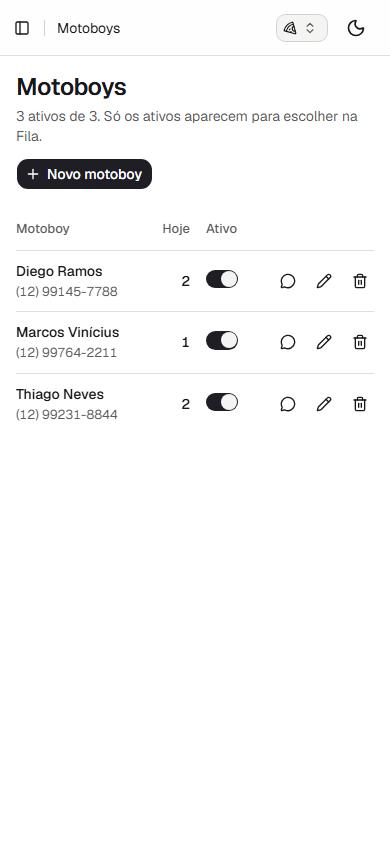 Motoboys
Motoboys
3 ativos de 3. Só os ativos aparecem para escolher na
Fila.
Novo motoboy
Motoboy Hoje Ativo
Diego Ramos
(12) 99145-7788
2
Marcos Vinícius
(12) 99764-2211
1
Thiago Neves
(12) 99231-8844
2